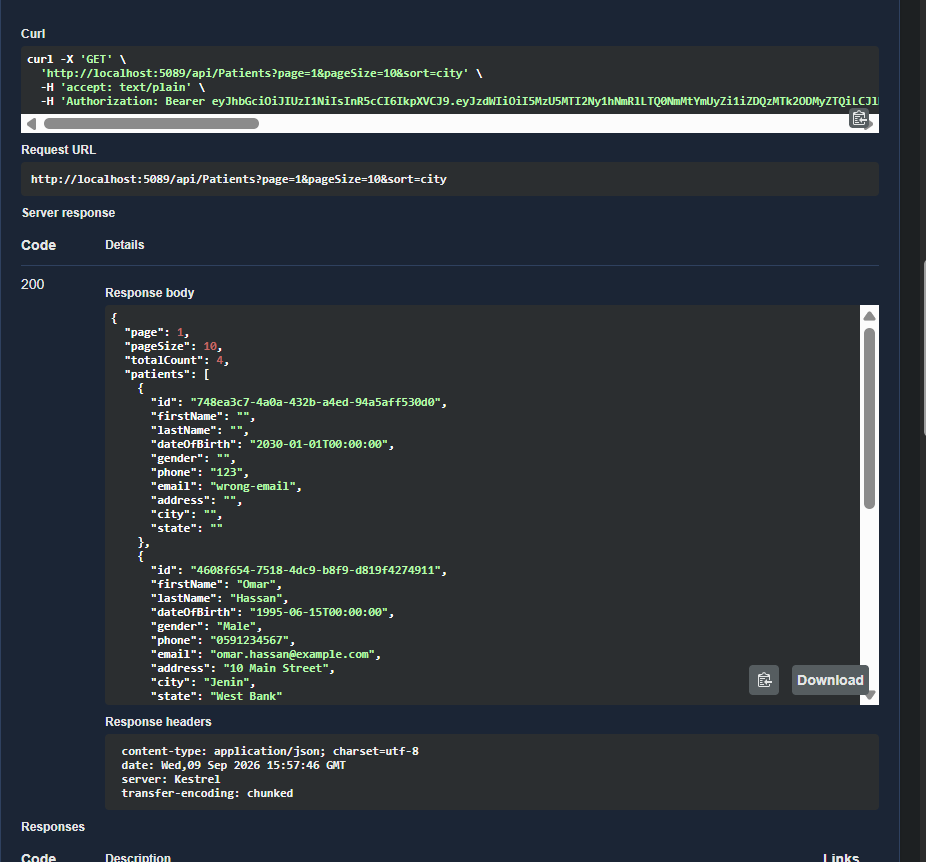 Curl
curl -X 'GET' \
'http://localhost:5089/api/Patients?page=1&pageSize=10&sort=city' \
-H 'accept: text/plain' \
-H 'Authorization: Bearer
Request URL
http://localhost:5089/api/Patients?page=1&pageSize=10&sort=city
Server response
Code Details
200
Response body
{
"page": 1,
"pageSize": 10,
"totalCount": 4,
"patients": [
{
"id": "748ea3c7-4a0a-432b-a4ed-94a5aff530d0",
"firstName": "",
"lastName": "",
"dateOfBirth": "2030-01-01T00:00:00",
"gender": "",
"phone": "123",
"email": "wrong-email",
"address": "",
"city": "",
"state": ""
},
{
"id": "4608f654-7518-4dc9-b8f9-d819f4274911",
"firstName": "Omar",
"lastName": "Hassan",
"dateOfBirth": "1995-06-15T00:00:00",
"gender": "Male",
"phone": "0591234567",
"email": "omar.hassan@example.com",
"address": "10 Main Street",
"city": "Jenin",
"state": "West Bank"
Download
Response headers
content-type: application/json; charset=utf-8
date: Wed,09 Sep 2026 15:57:46 GMT
server: Kestrel
transfer-encoding: chunked
Responses
Code Description Links